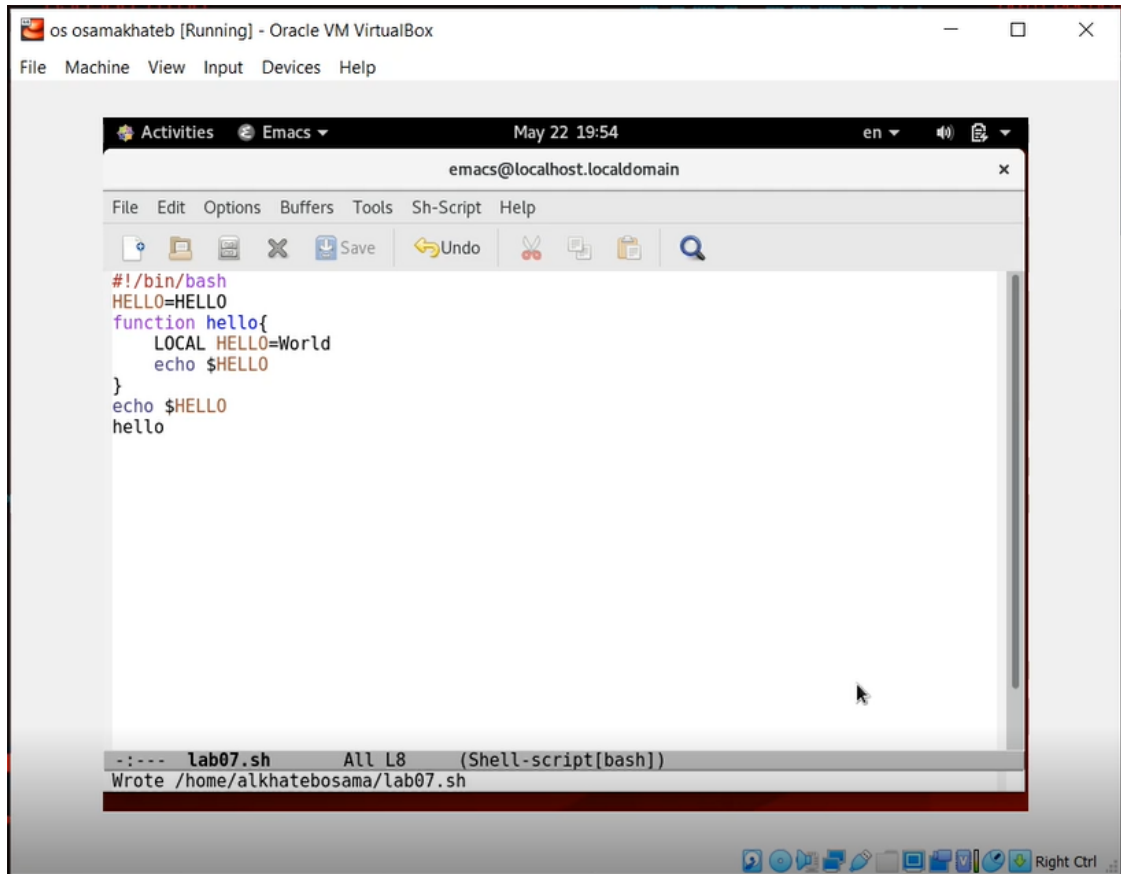 os osamakhateb [Running] - Oracle VM VirtualBox
File Machine View Input Devices Help
Activities Emacs May 22 19:54 en
emacs@localhost.localdomain
File Edit Options Buffers Tools Sh-Script Help
Save Undo
#!/bin/bash
HELLO=HELLO
function hello{
    LOCAL HELLO=World
    echo $HELLO
}
echo $HELLO
hello
-:--- lab07.sh All L8 (Shell-script[bash])
Wrote /home/alkhatebosama/lab07.sh
Right Ctrl